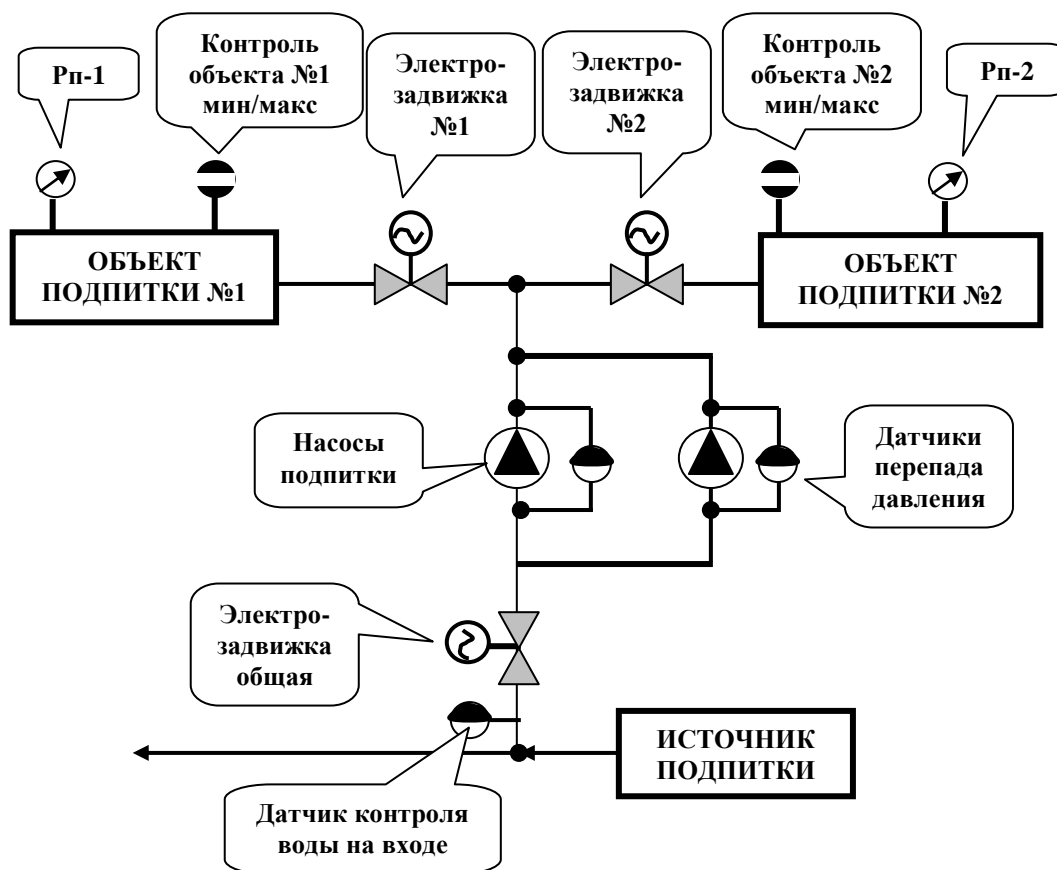 Рп-1
Контроль
объекта №1
мин/макс
Электро-
задвижка
№1
Электро-
задвижка
№2
Контроль
объекта №2
мин/макс
Рп-2
ОБЪЕКТ
ПОДПИТКИ №1
ОБЪЕКТ
ПОДПИТКИ №2
Насосы
подпитки
Датчики
перепада
давления
Электро-
задвижка
общая
ИСТОЧНИК
ПОДПИТКИ
Датчик контроля
воды на входе